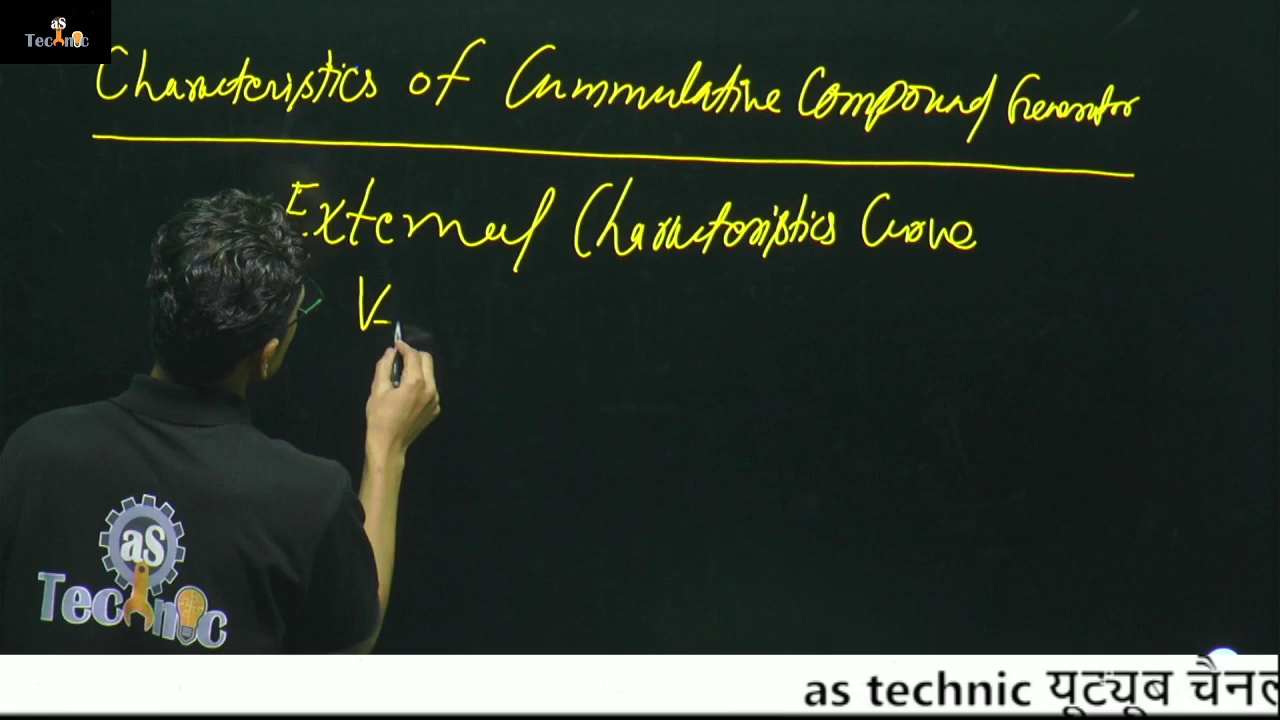 as
Technic
Characteristics of Cummulative Compound Generator
External Characteristics Curve
V-
as
Technic
as technic यूट्यूब चैनल